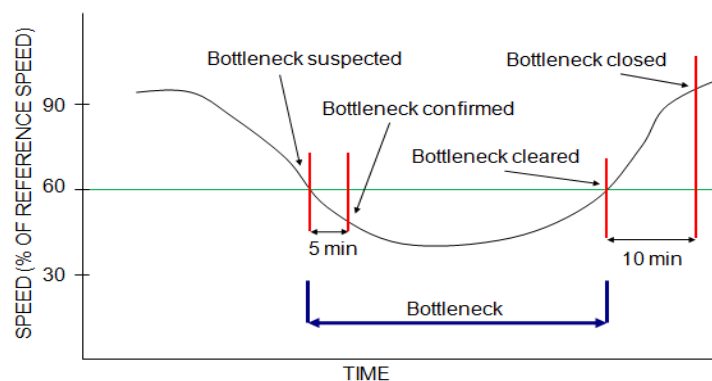 SPEED (% OF REFERENCE SPEED)
90
60
30
Bottleneck suspected
Bottleneck confirmed
Bottleneck closed
Bottleneck cleared
5 min
10 min
Bottleneck
TIME